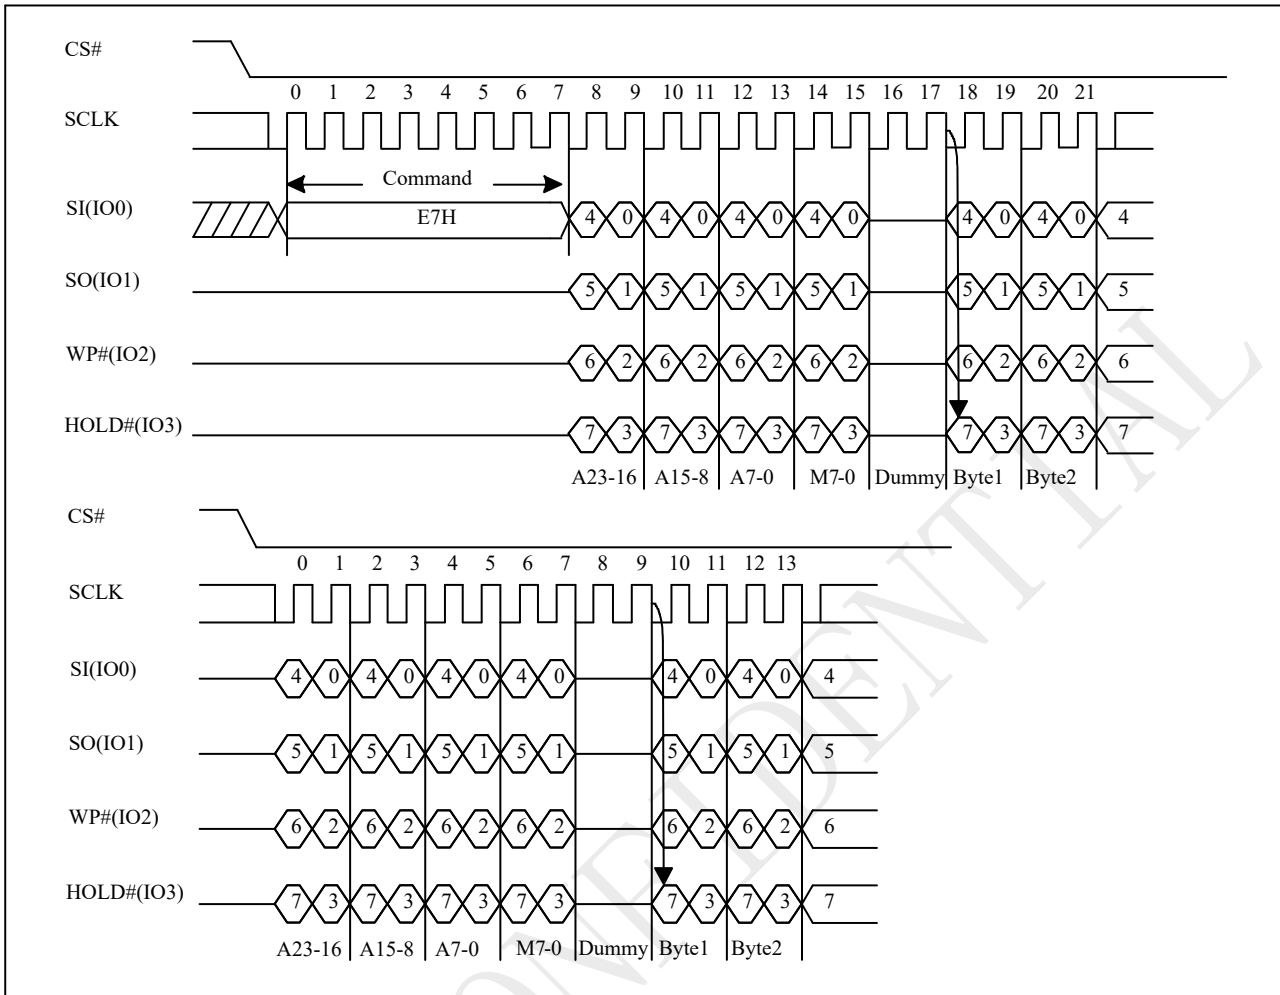 CS#
0 1 2 3 4 5 6 7 8 9 10 11 12 13 14 15 16 17 18 19 20 21
SCLK
Command
SI(IO0) E7H 4 0 4 0 4 0 4 0 4 0 4 0 4
SO(IO1) 5 1 5 1 5 1 5 1 5 1 5 1 5
WP#(IO2) 6 2 6 2 6 2 6 2 6 2 6 2 6
HOLD#(IO3) 7 3 7 3 7 3 7 3 7 3 7 3 7
A23-16 A15-8 A7-0 M7-0 Dummy Byte1 Byte2
CS#
0 1 2 3 4 5 6 7 8 9 10 11 12 13
SCLK
SI(IO0) 4 0 4 0 4 0 4 0 4 0 4 0 4
SO(IO1) 5 1 5 1 5 1 5 1 5 1 5 1 5
WP#(IO2) 6 2 6 2 6 2 6 2 6 2 6 2 6
HOLD#(IO3) 7 3 7 3 7 3 7 3 7 3 7 3 7
A23-16 A15-8 A7-0 M7-0 Dummy Byte1 Byte2
ONFIDENTIAL